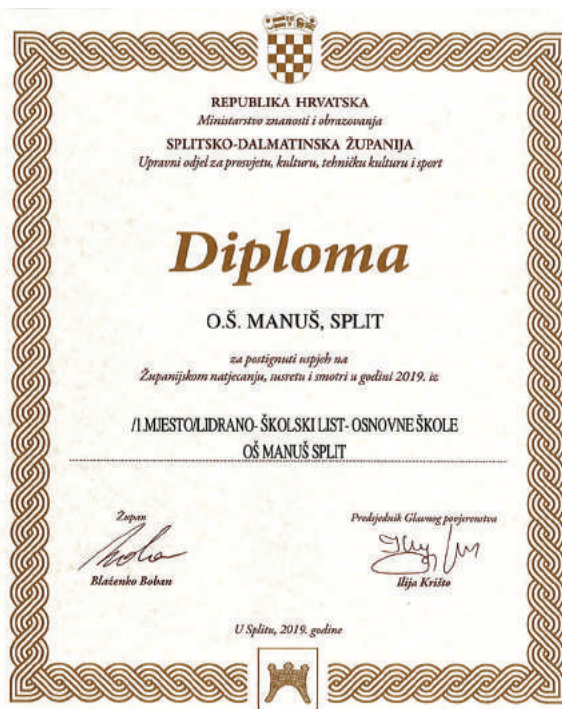 REPUBLIKA HRVATSKA
Ministarstvo znanosti i obrazovanja
SPLITSKO-DALMATINSKA ŽUPANIJA
Upravni odjel za prosvjetu, kulturu, tehničku kulturu i sport
Diploma
O.Š. MANUŠ, SPLIT
za postignuti uspjeh na
Županijskom natjecanju, susretu i smotri u godini 2019. iz
/1.MJESTO/LIDRANO- ŠKOLSKI LIST- OSNOVNE ŠKOLE
OŠ MANUŠ SPLIT
Župan
Predsjednik Glavnog povjerenstva
Blaženko Boban
Ilija Krišto
U Splitu, 2019. godine